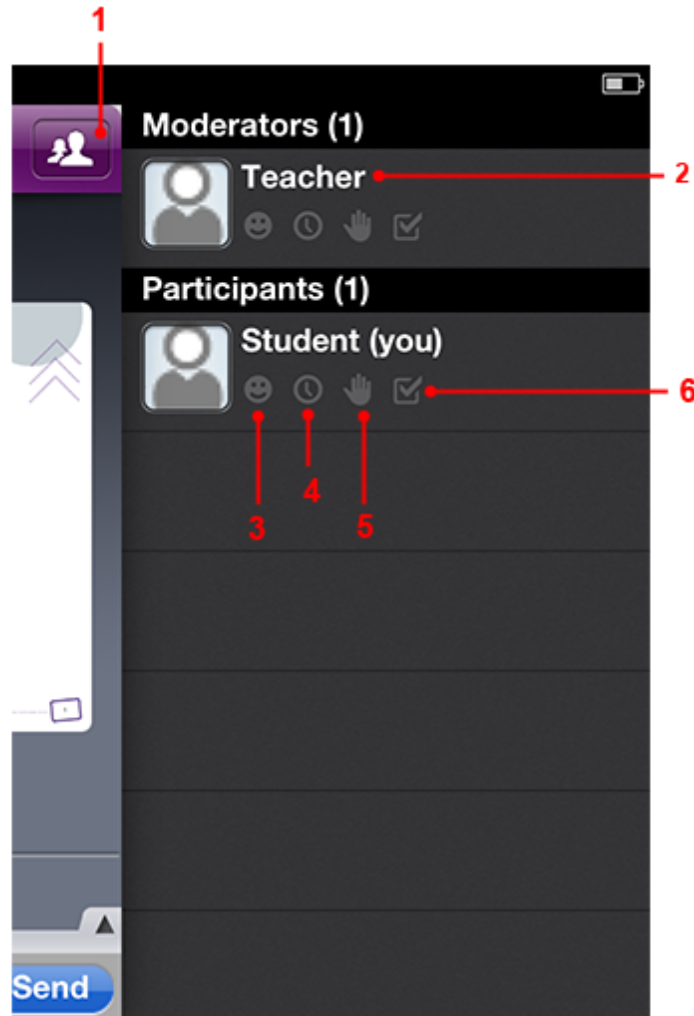 1
Moderators (1)
Teacher
2
Participants (1)
Student (you)
6
4
3
5
Send